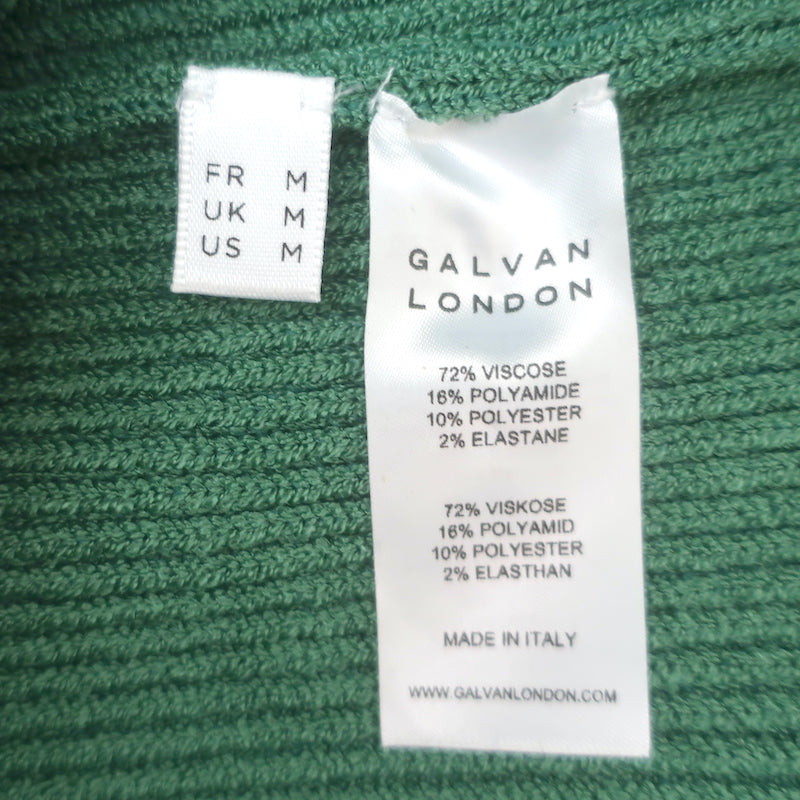 FR M
UK M
US M
GALVAN
LONDON
72% VISCOSE
16% POLYAMIDE
10% POLYESTER
2% ELASTANE
72% VISKOSE
16% POLYAMID
10% POLYESTER
2% ELASTHAN
MADE IN ITALY
WWW.GALVANLONDON.COM